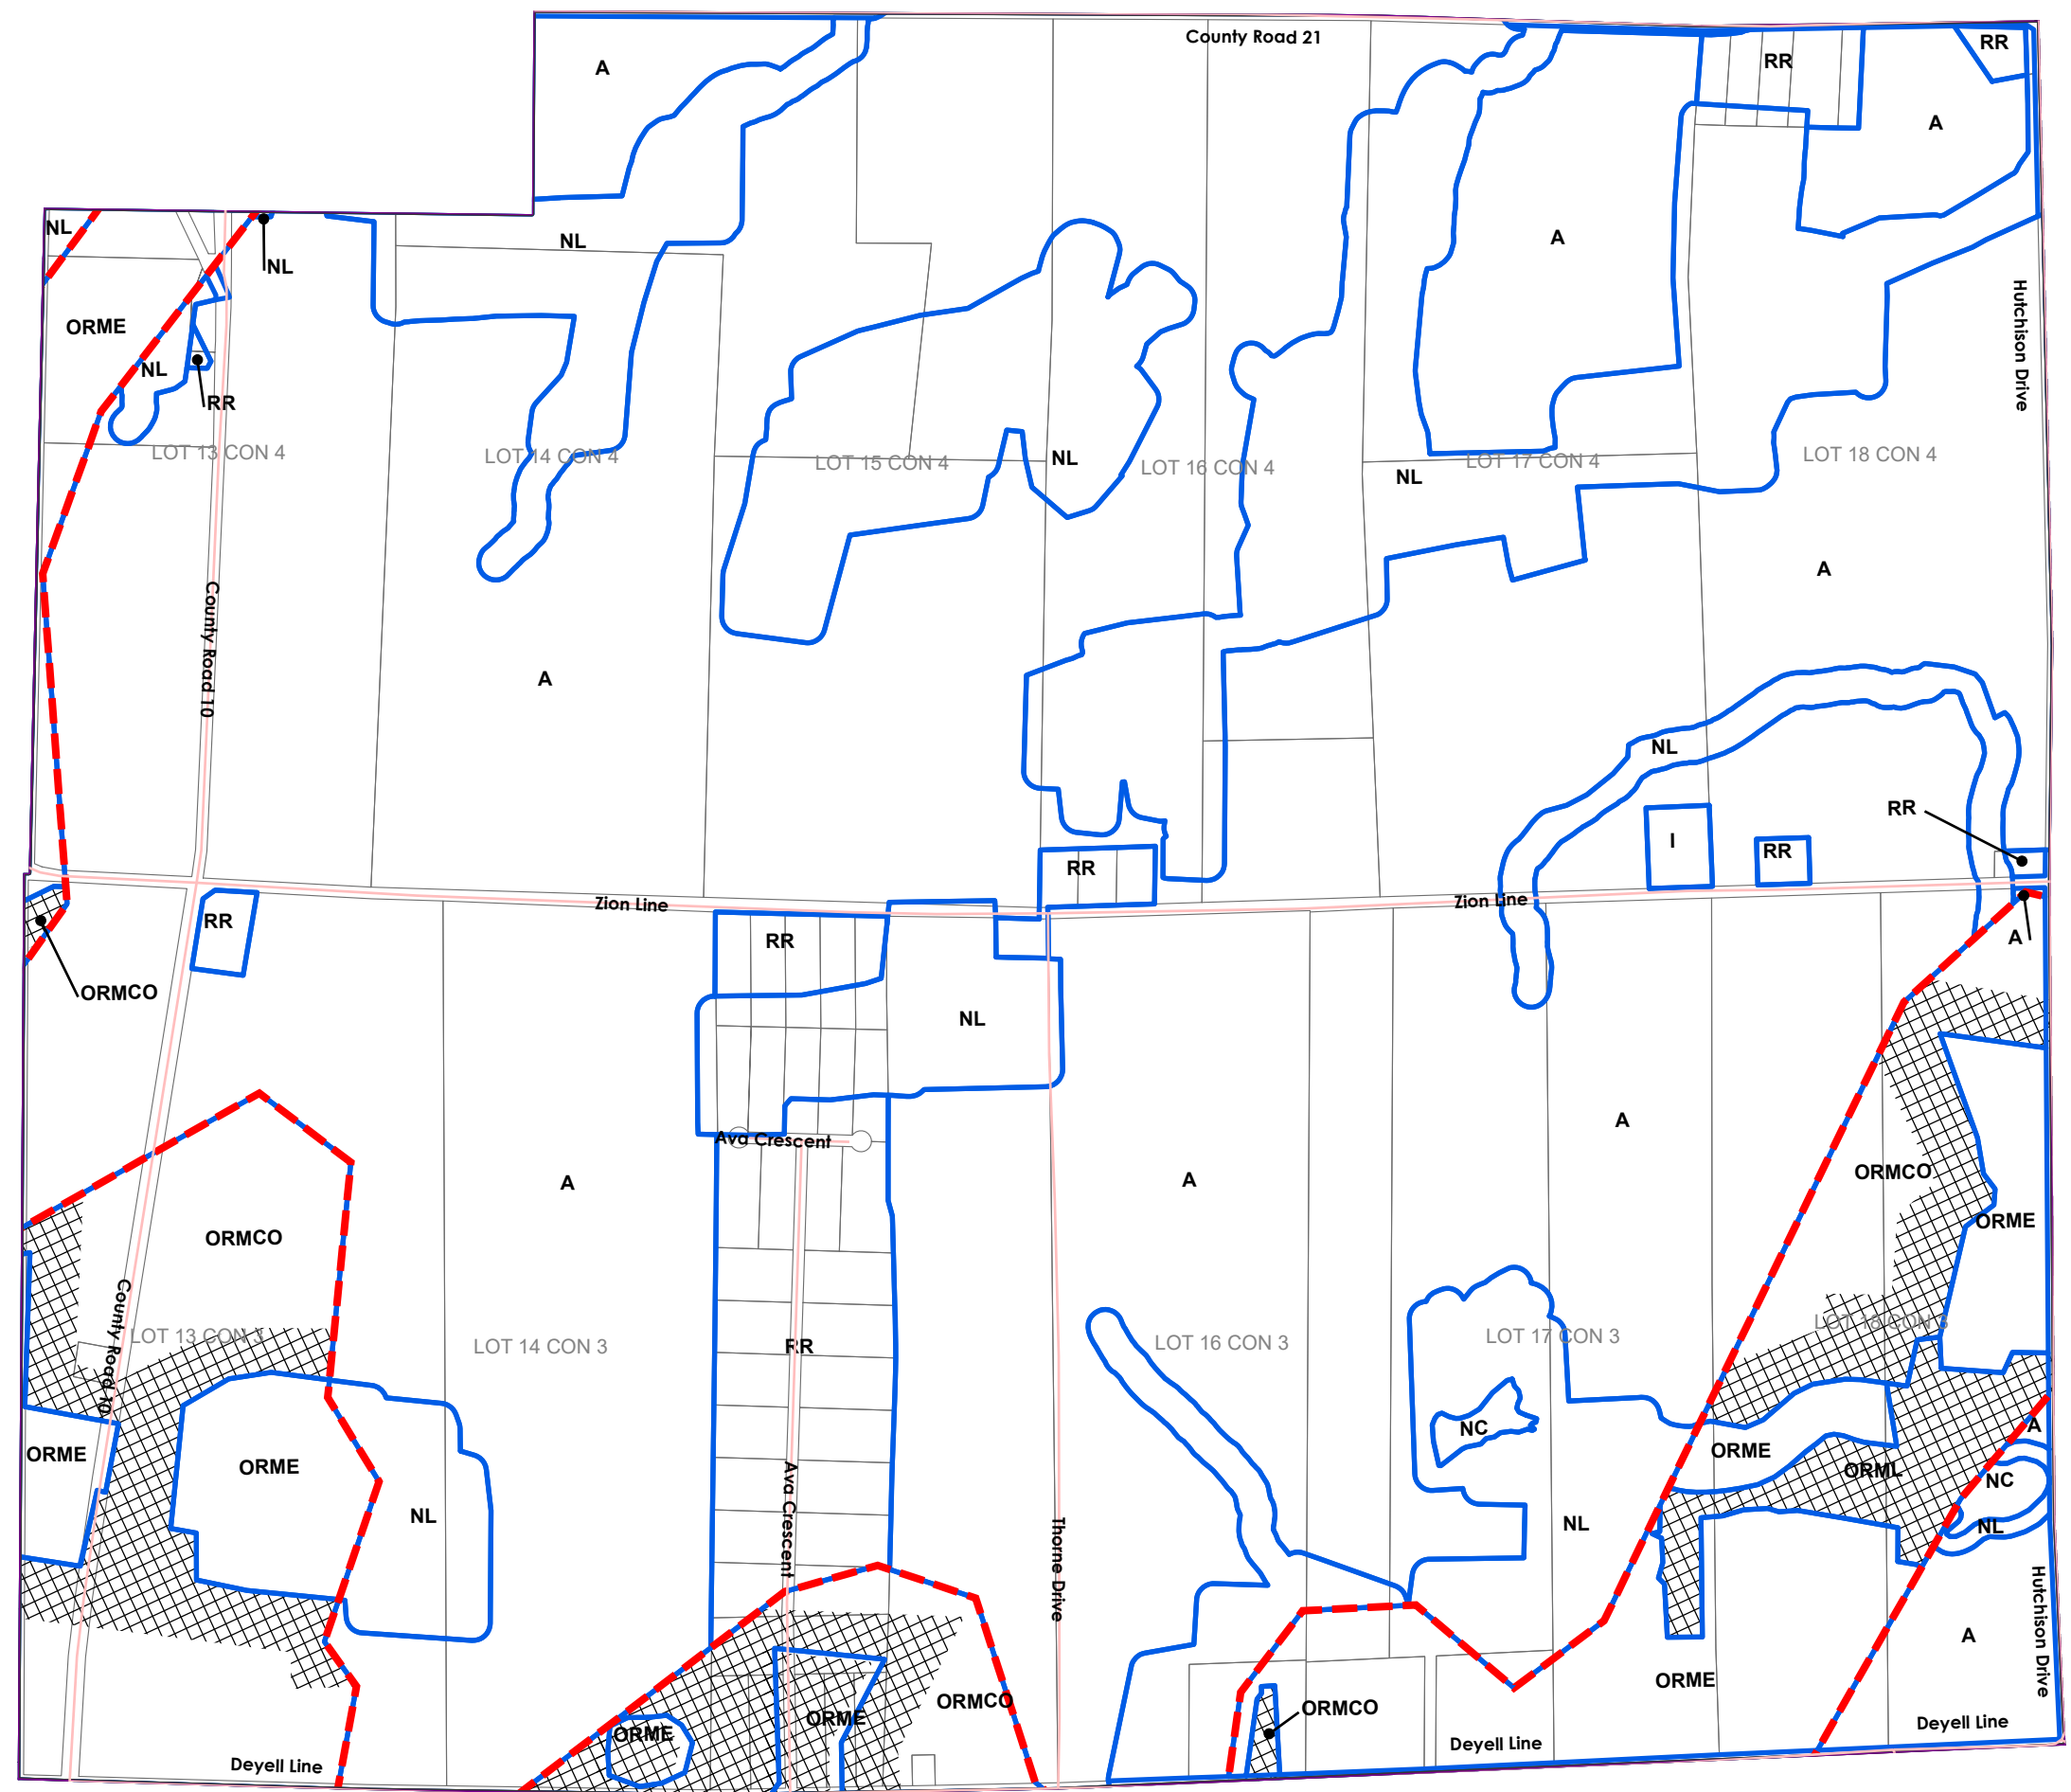 County Road 21
RR
RR
A
A
NL
NL
A
NL
Hutchison Drive
ORME
NL
RR
LOT 13 CON 4
LOT 14 CON 4
LOT 15 CON 4
NL
LOT 16 CON 4
NL
LOT 17 CON 4
LOT 18 CON 4
A
County Road 10
A
NL
RR
I
RR
RR
Zion Line
Zion Line
RR
RR
A
ORMCO
NL
Ava Crescent
A
A
A
ORMCO
ORMCO
ORME
County Road 10
LOT 13 CON 3
LOT 14 CON 3
RR
LOT 16 CON 3
LOT 17 CON 3
LOT 18 CON 3
NC
A
ORME
ORME
ORME
ORML
NC
NL
Ava Crescent
Thorne Drive
NL
NL
Hutchison Drive
A
ORME
ORMCO
ORMCO
ORME
ORME
Deyell Line
Deyell Line
Deyell Line
A